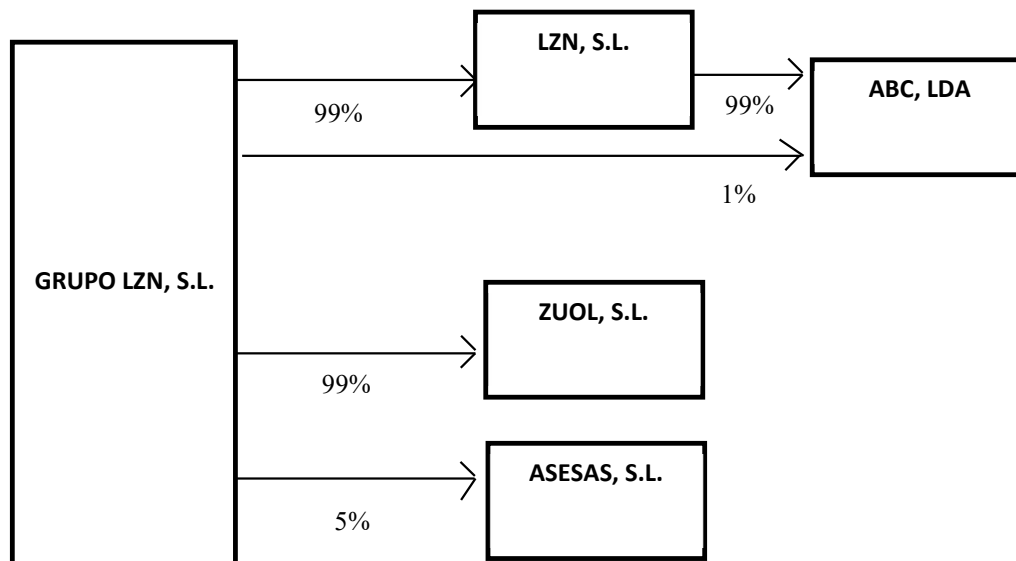 LZN, S.L.
ABC, LDA
99%
99%
1%
GRUPO LZN, S.L.
ZUOL, S.L.
99%
ASESAS, S.L.
5%